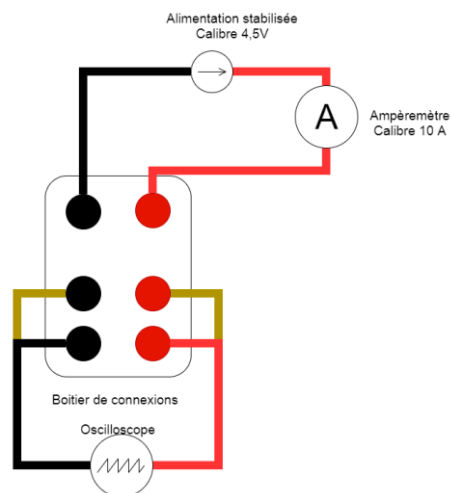 Alimentation stabilisée
Calibre 4,5V
A
Ampèremètre
Calibre 10 A
Boitier de connexions
Oscilloscope